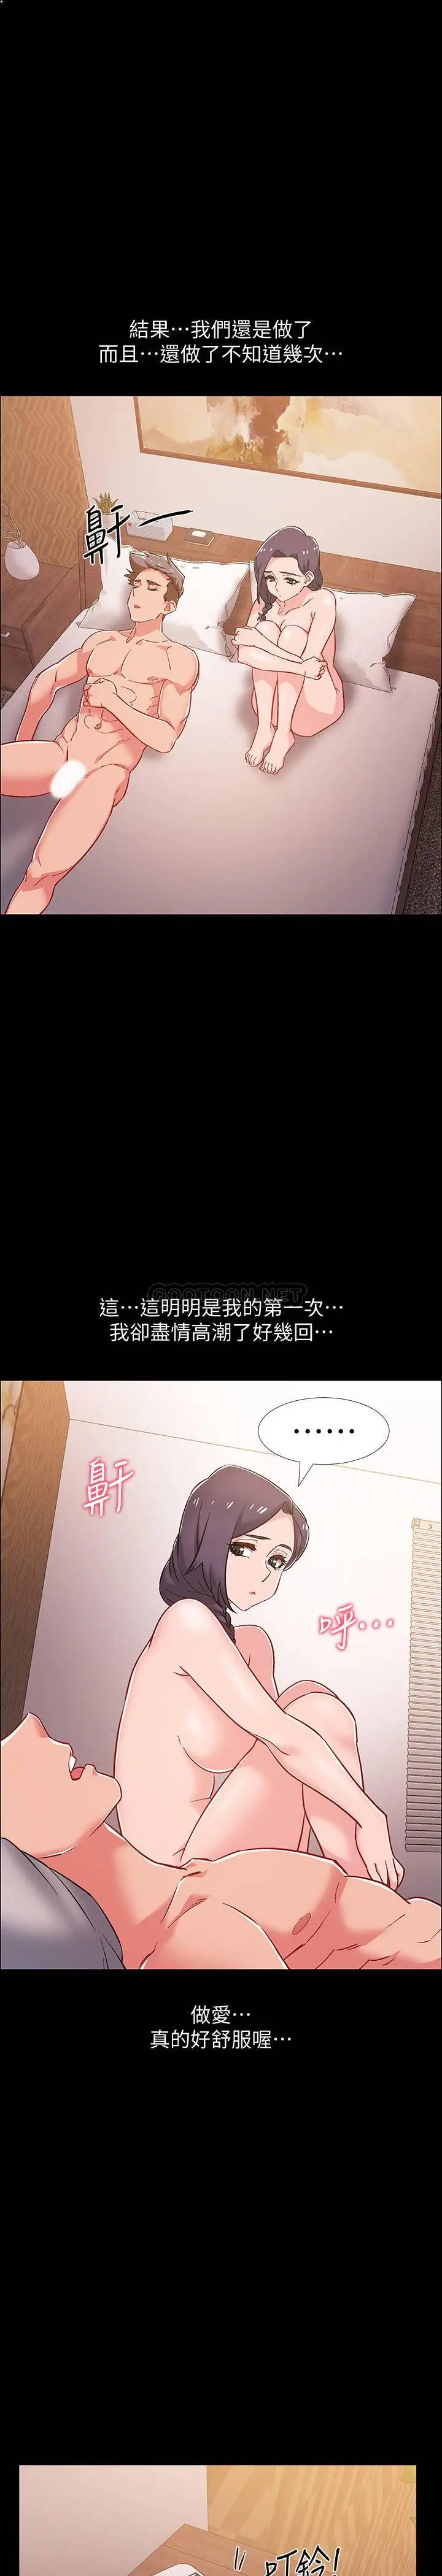 結果…我們還是做了
而且…還做了不知道幾次…
鼾—
TOPTOON.NET
這…這明明是我的第一次…
我卻盡情高潮了好幾回…
……
鼾
呼…
做愛…
真的好舒服喔…
叮鈴!